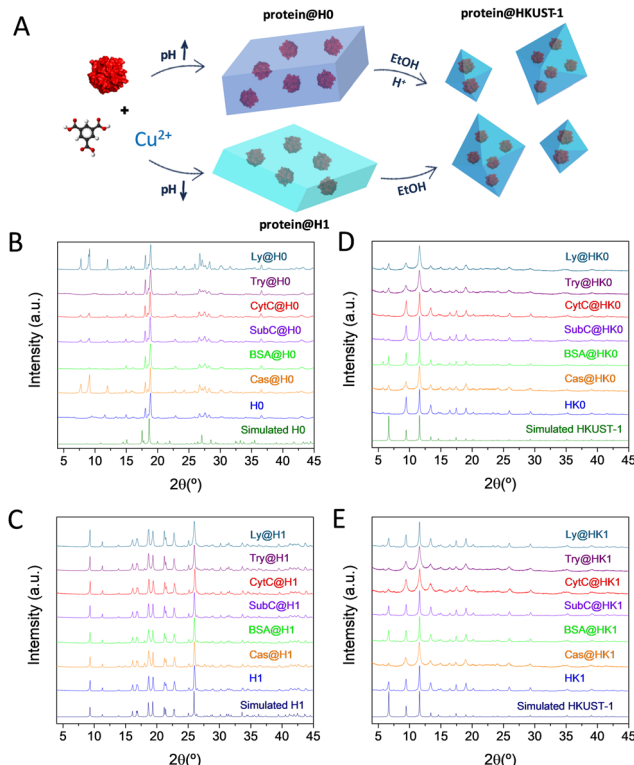 A
protein@H0
protein@HKUST-1
pH
EtOH
H⁺
+
Cu²⁺
pH
EtOH
protein@H1
B
Intensity (a.u.)
Ly@H0
Try@H0
CytC@H0
SubC@H0
BSA@H0
Cas@H0
H0
Simulated H0
5 10 15 20 25 30 35 40 45
2θ(º)
D
Intensity (a.u.)
Ly@HK0
Try@HK0
CytC@HK0
SubC@HK0
BSA@HK0
Cas@HK0
HK0
Simulated HKUST-1
5 10 15 20 25 30 35 40 45
2θ(º)
C
Intensity (a.u.)
Ly@H1
Try@H1
CytC@H1
SubC@H1
BSA@H1
Cas@H1
H1
Simulated H1
5 10 15 20 25 30 35 40 45
2θ(º)
E
Intensity (a.u.)
Ly@HK1
Try@HK1
CytC@HK1
SubC@HK1
BSA@HK1
Cas@HK1
HK1
Simulated HKUST-1
5 10 15 20 25 30 35 40 45
2θ(º)